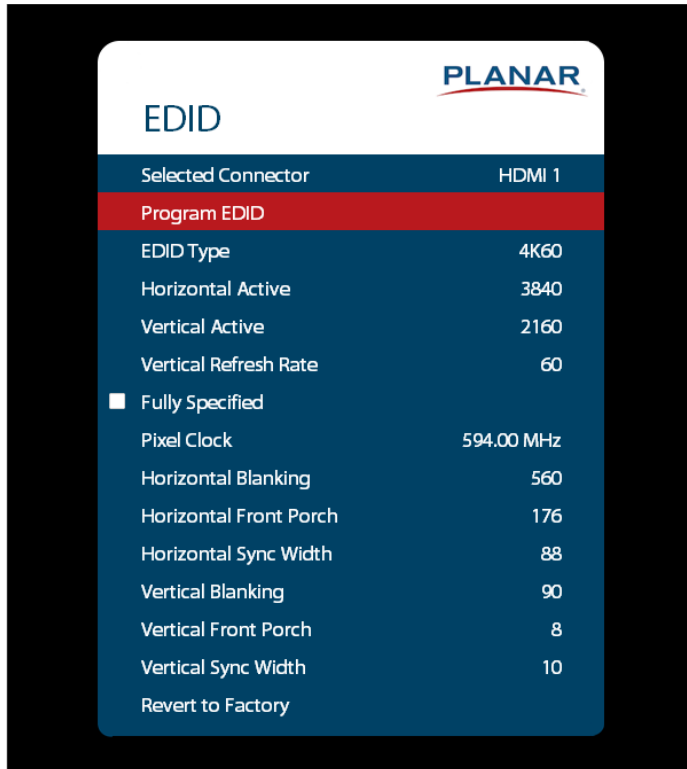 PLANAR
EDID
Selected Connector HDMI 1
Program EDID
EDID Type 4K60
Horizontal Active 3840
Vertical Active 2160
Vertical Refresh Rate 60
Fully Specified
Pixel Clock 594.00 MHz
Horizontal Blanking 560
Horizontal Front Porch 176
Horizontal Sync Width 88
Vertical Blanking 90
Vertical Front Porch 8
Vertical Sync Width 10
Revert to Factory